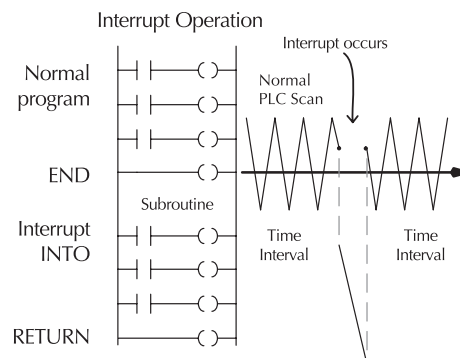 Interrupt Operation
Interrupt occurs
Normal
program
Normal
PLC Scan
END
Subroutine
Interrupt
INTO
Time
Interval
Time
Interval
RETURN